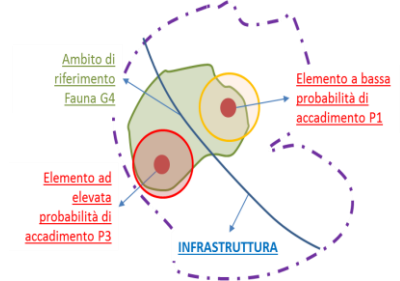 Ambito di
riferimento
Fauna G4
Elemento a bassa
probabilità di
accadimento P1
Elemento ad
elevata
probabilità di
accadimento P3
INFRASTRUTTURA